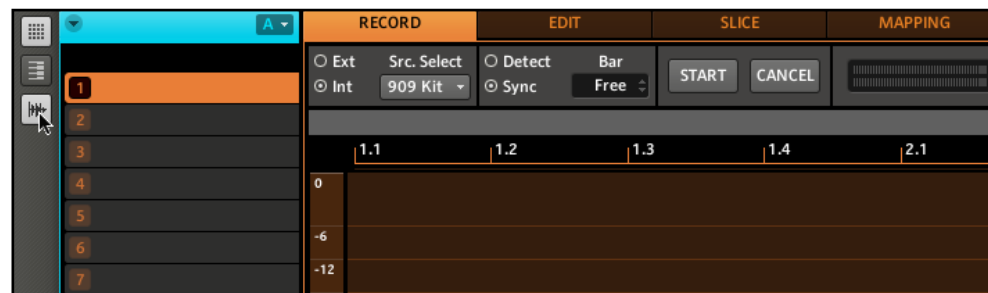 A RECORD EDIT SLICE MAPPING
Ext Src. Select Detect Bar
Int 909 Kit Sync Free START CANCEL
1
2
3
4
5
6
7
1.1 1.2 1.3 1.4 2.1
0
-6
-12